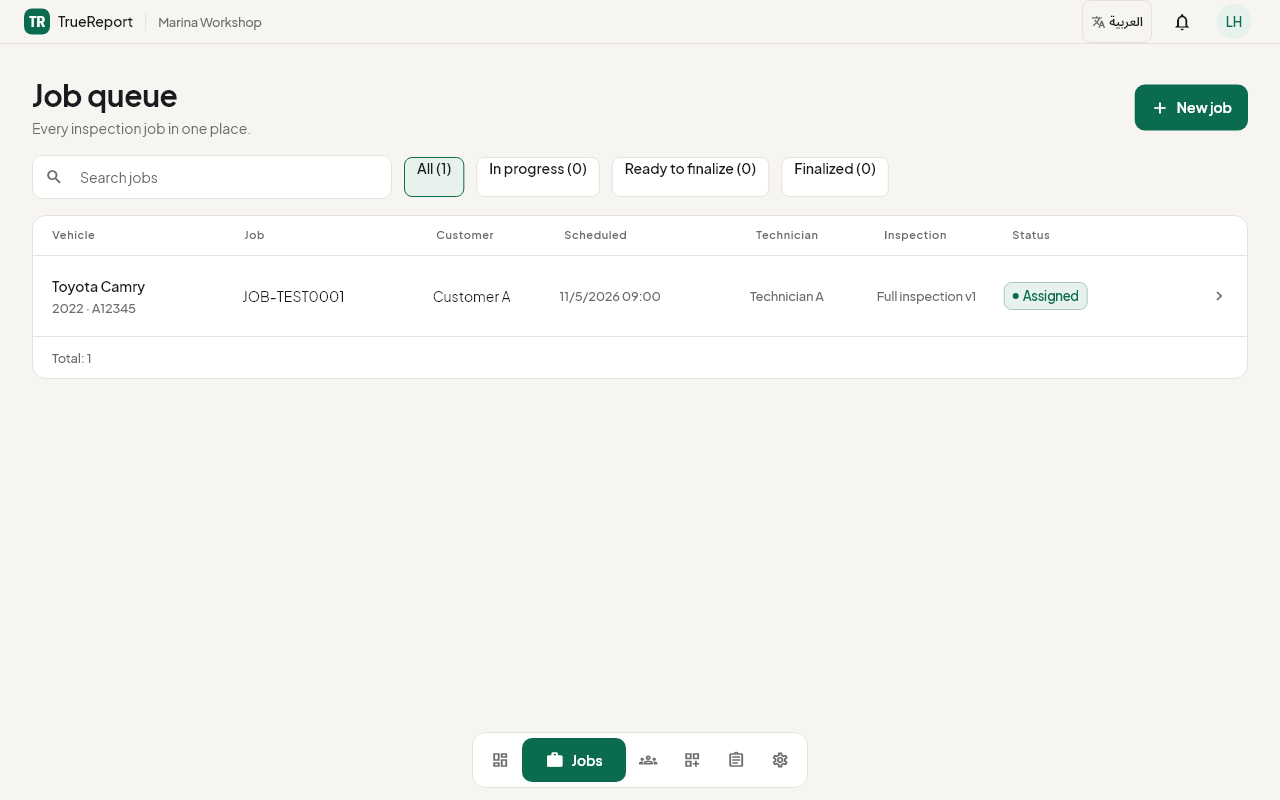 TR TrueReport Marina Workshop العربية LH
Job queue
Every inspection job in one place.
New job
Search jobs All (1) In progress (0) Ready to finalize (0) Finalized (0)
Vehicle Job Customer Scheduled Technician Inspection Status
Toyota Camry
2022 · A12345
JOB-TEST0001 Customer A 11/5/2026 09:00 Technician A Full inspection v1 Assigned
Total: 1
Jobs